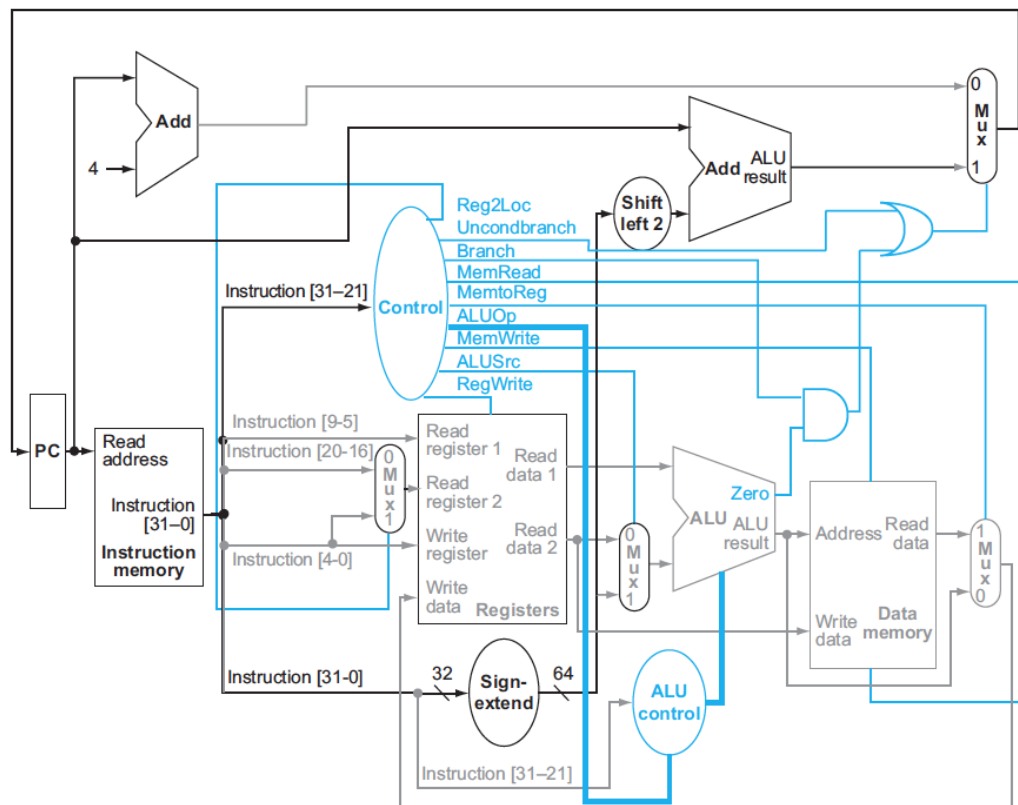 Add
4
Add
ALU
result
0
M
u
x
1
Shift
left 2
Reg2Loc
Uncondbranch
Branch
MemRead
MemtoReg
ALUOp
MemWrite
ALUSrc
RegWrite
Instruction [31–21]
Control
PC
Read
address
Instruction
[31–0]
Instruction
memory
Instruction [9-5]
Instruction [20-16]
Instruction [4-0]
0
M
u
x
1
Read
register 1
Read
register 2
Write
register
Write
data
Read
data 1
Read
data 2
Registers
0
M
u
x
1
Zero
ALU
ALU
result
Address
Read
data
Write
data
Data
memory
1
M
u
x
0
Instruction [31-0]
32
Sign-
extend
64
ALU
control
Instruction [31–21]